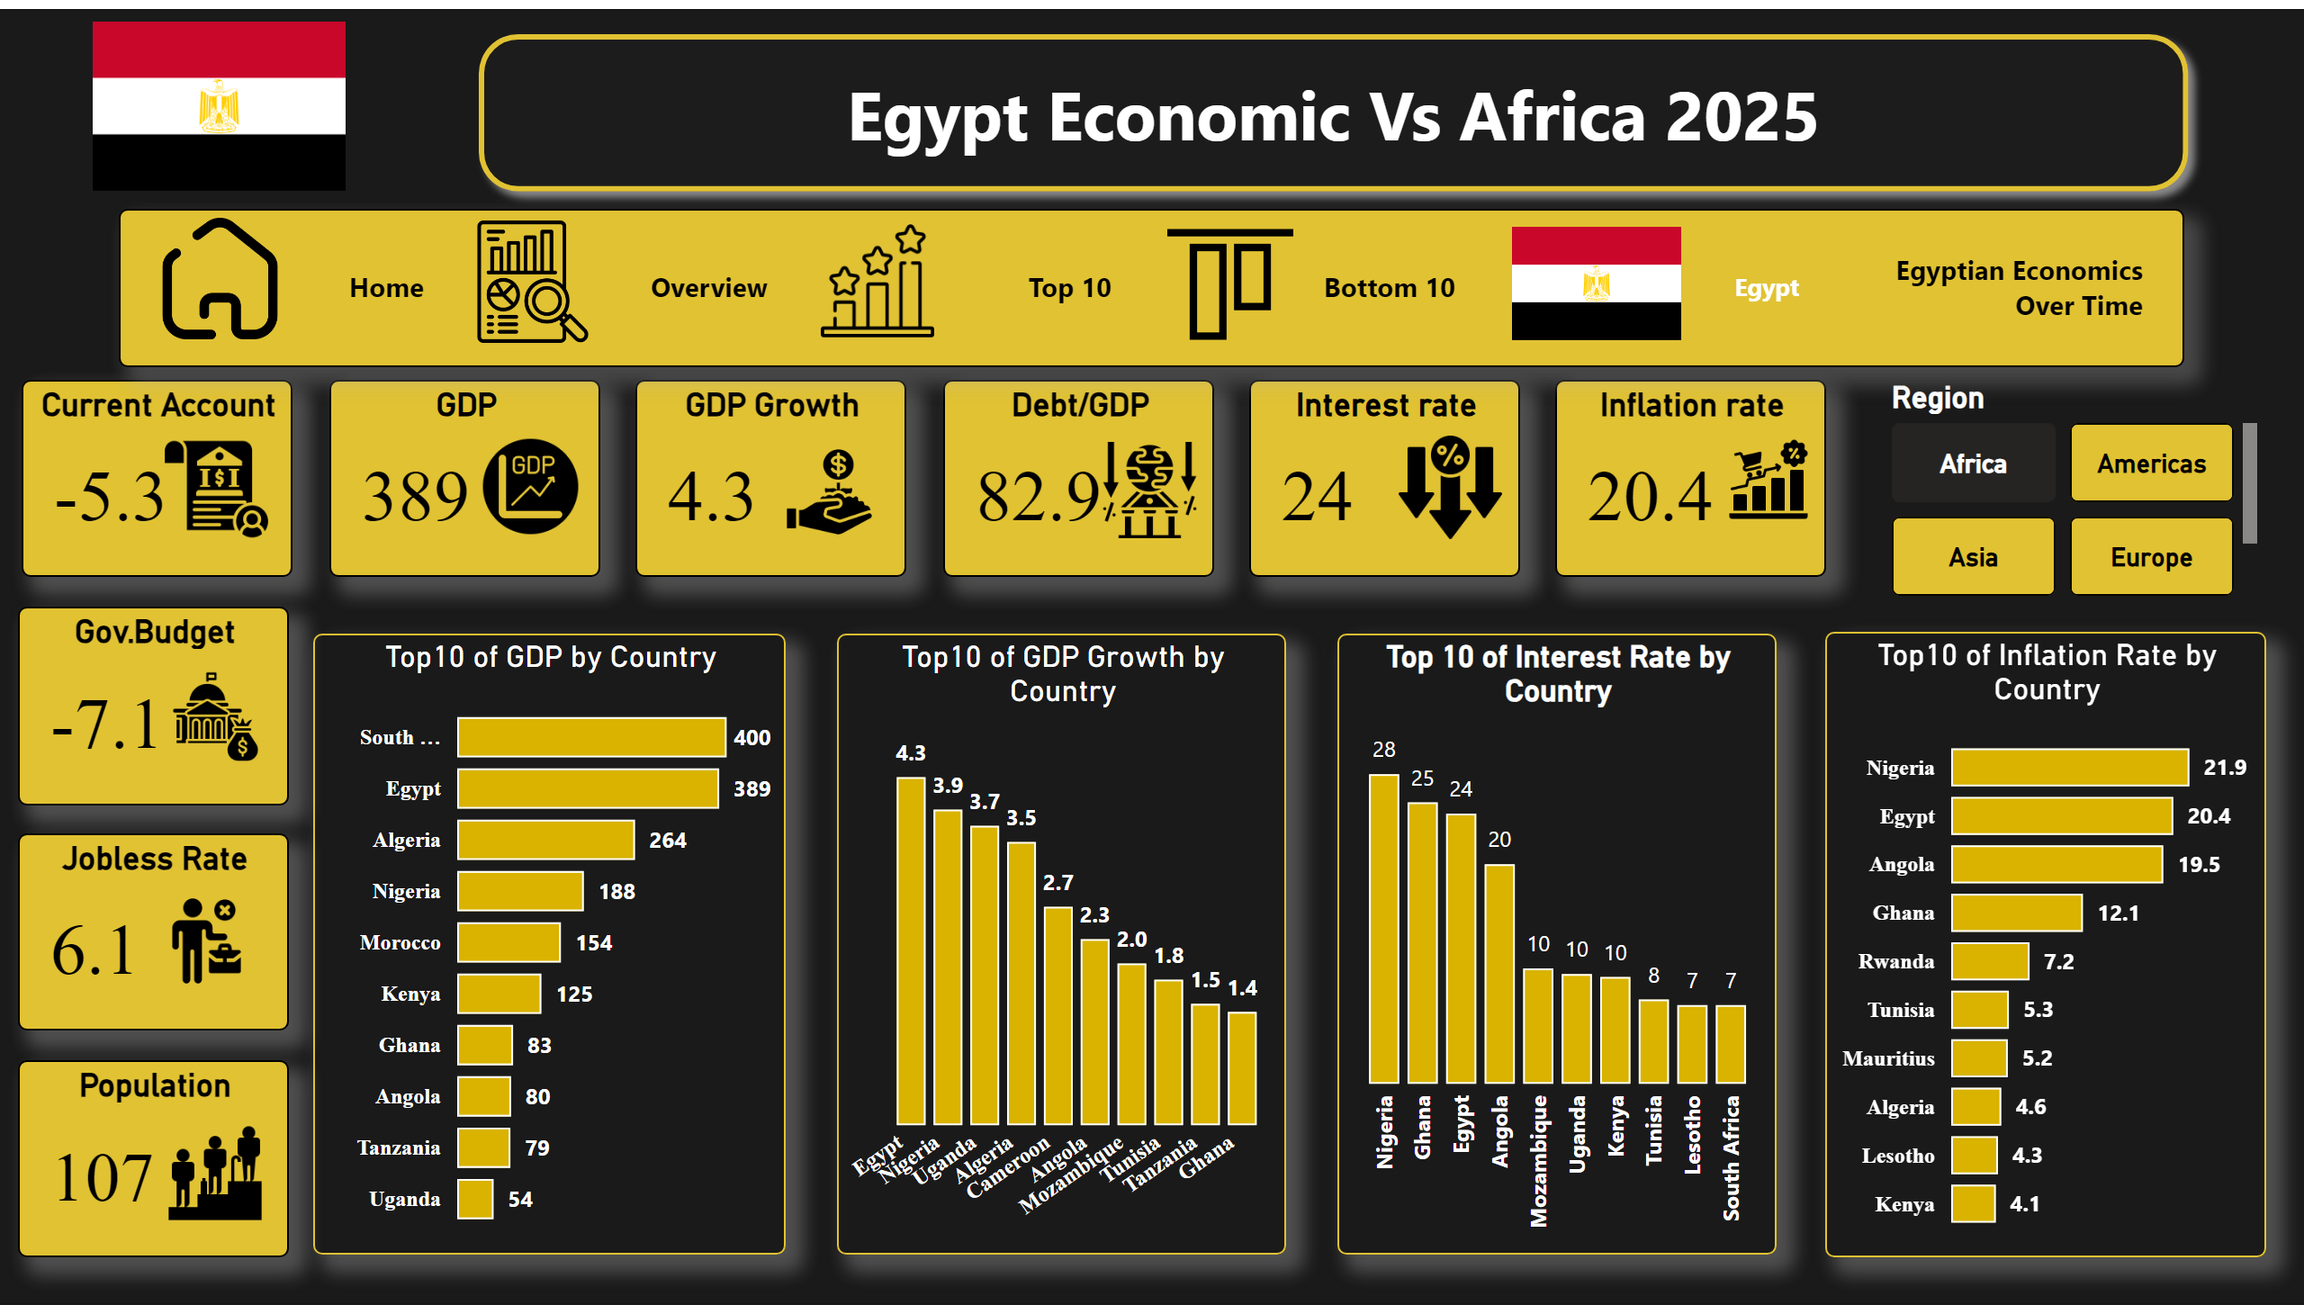 Egypt Economic Vs Africa 2025
Home
Overview
Top 10
Bottom 10
Egypt
Egyptian Economics
Over Time
Current Account
-5.3
GDP
389
GDP
GDP Growth
4.3
Debt/GDP
82.9
Interest rate
24
%
Inflation rate
20.4
Region
Africa
Americas
Asia
Europe
Gov.Budget
-7.1
Jobless Rate
6.1
Population
107
Top10 of GDP by Country
South ...
400
Egypt
389
Algeria
264
Nigeria
188
Morocco
154
Kenya
125
Ghana
83
Angola
80
Tanzania
79
Uganda
54
Top10 of GDP Growth by
Country
4.3
3.9
3.7
3.5
2.7
2.3
2.0
1.8
1.5
1.4
Egypt
Nigeria
Uganda
Algeria
Cameroon
Angola
Mozambique
Tunisia
Tanzania
Ghana
Top 10 of Interest Rate by
Country
28
25
24
20
10
10
10
8
7
7
Nigeria
Ghana
Egypt
Angola
Mozambique
Uganda
Kenya
Tunisia
Lesotho
South Africa
Top10 of Inflation Rate by
Country
Nigeria
21.9
Egypt
20.4
Angola
19.5
Ghana
12.1
Rwanda
7.2
Tunisia
5.3
Mauritius
5.2
Algeria
4.6
Lesotho
4.3
Kenya
4.1